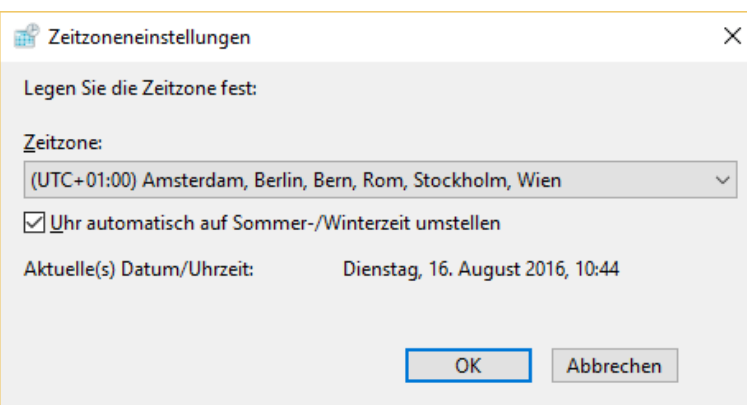 Zeitzoneneinstellungen
Legen Sie die Zeitzone fest:
Zeitzone:
(UTC+01:00) Amsterdam, Berlin, Bern, Rom, Stockholm, Wien
Uhr automatisch auf Sommer-/Winterzeit umstellen
Aktuelle(s) Datum/Uhrzeit: Dienstag, 16. August 2016, 10:44
OK Abbrechen